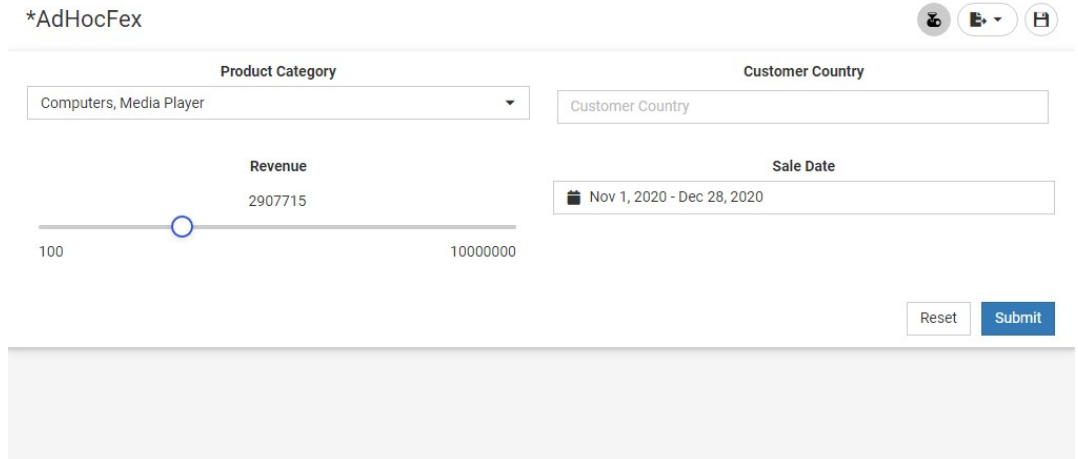 *AdHocFex
Product Category
Computers, Media Player
Customer Country
Customer Country
Revenue
2907715
100
10000000
Sale Date
Nov 1, 2020 - Dec 28, 2020
Reset
Submit